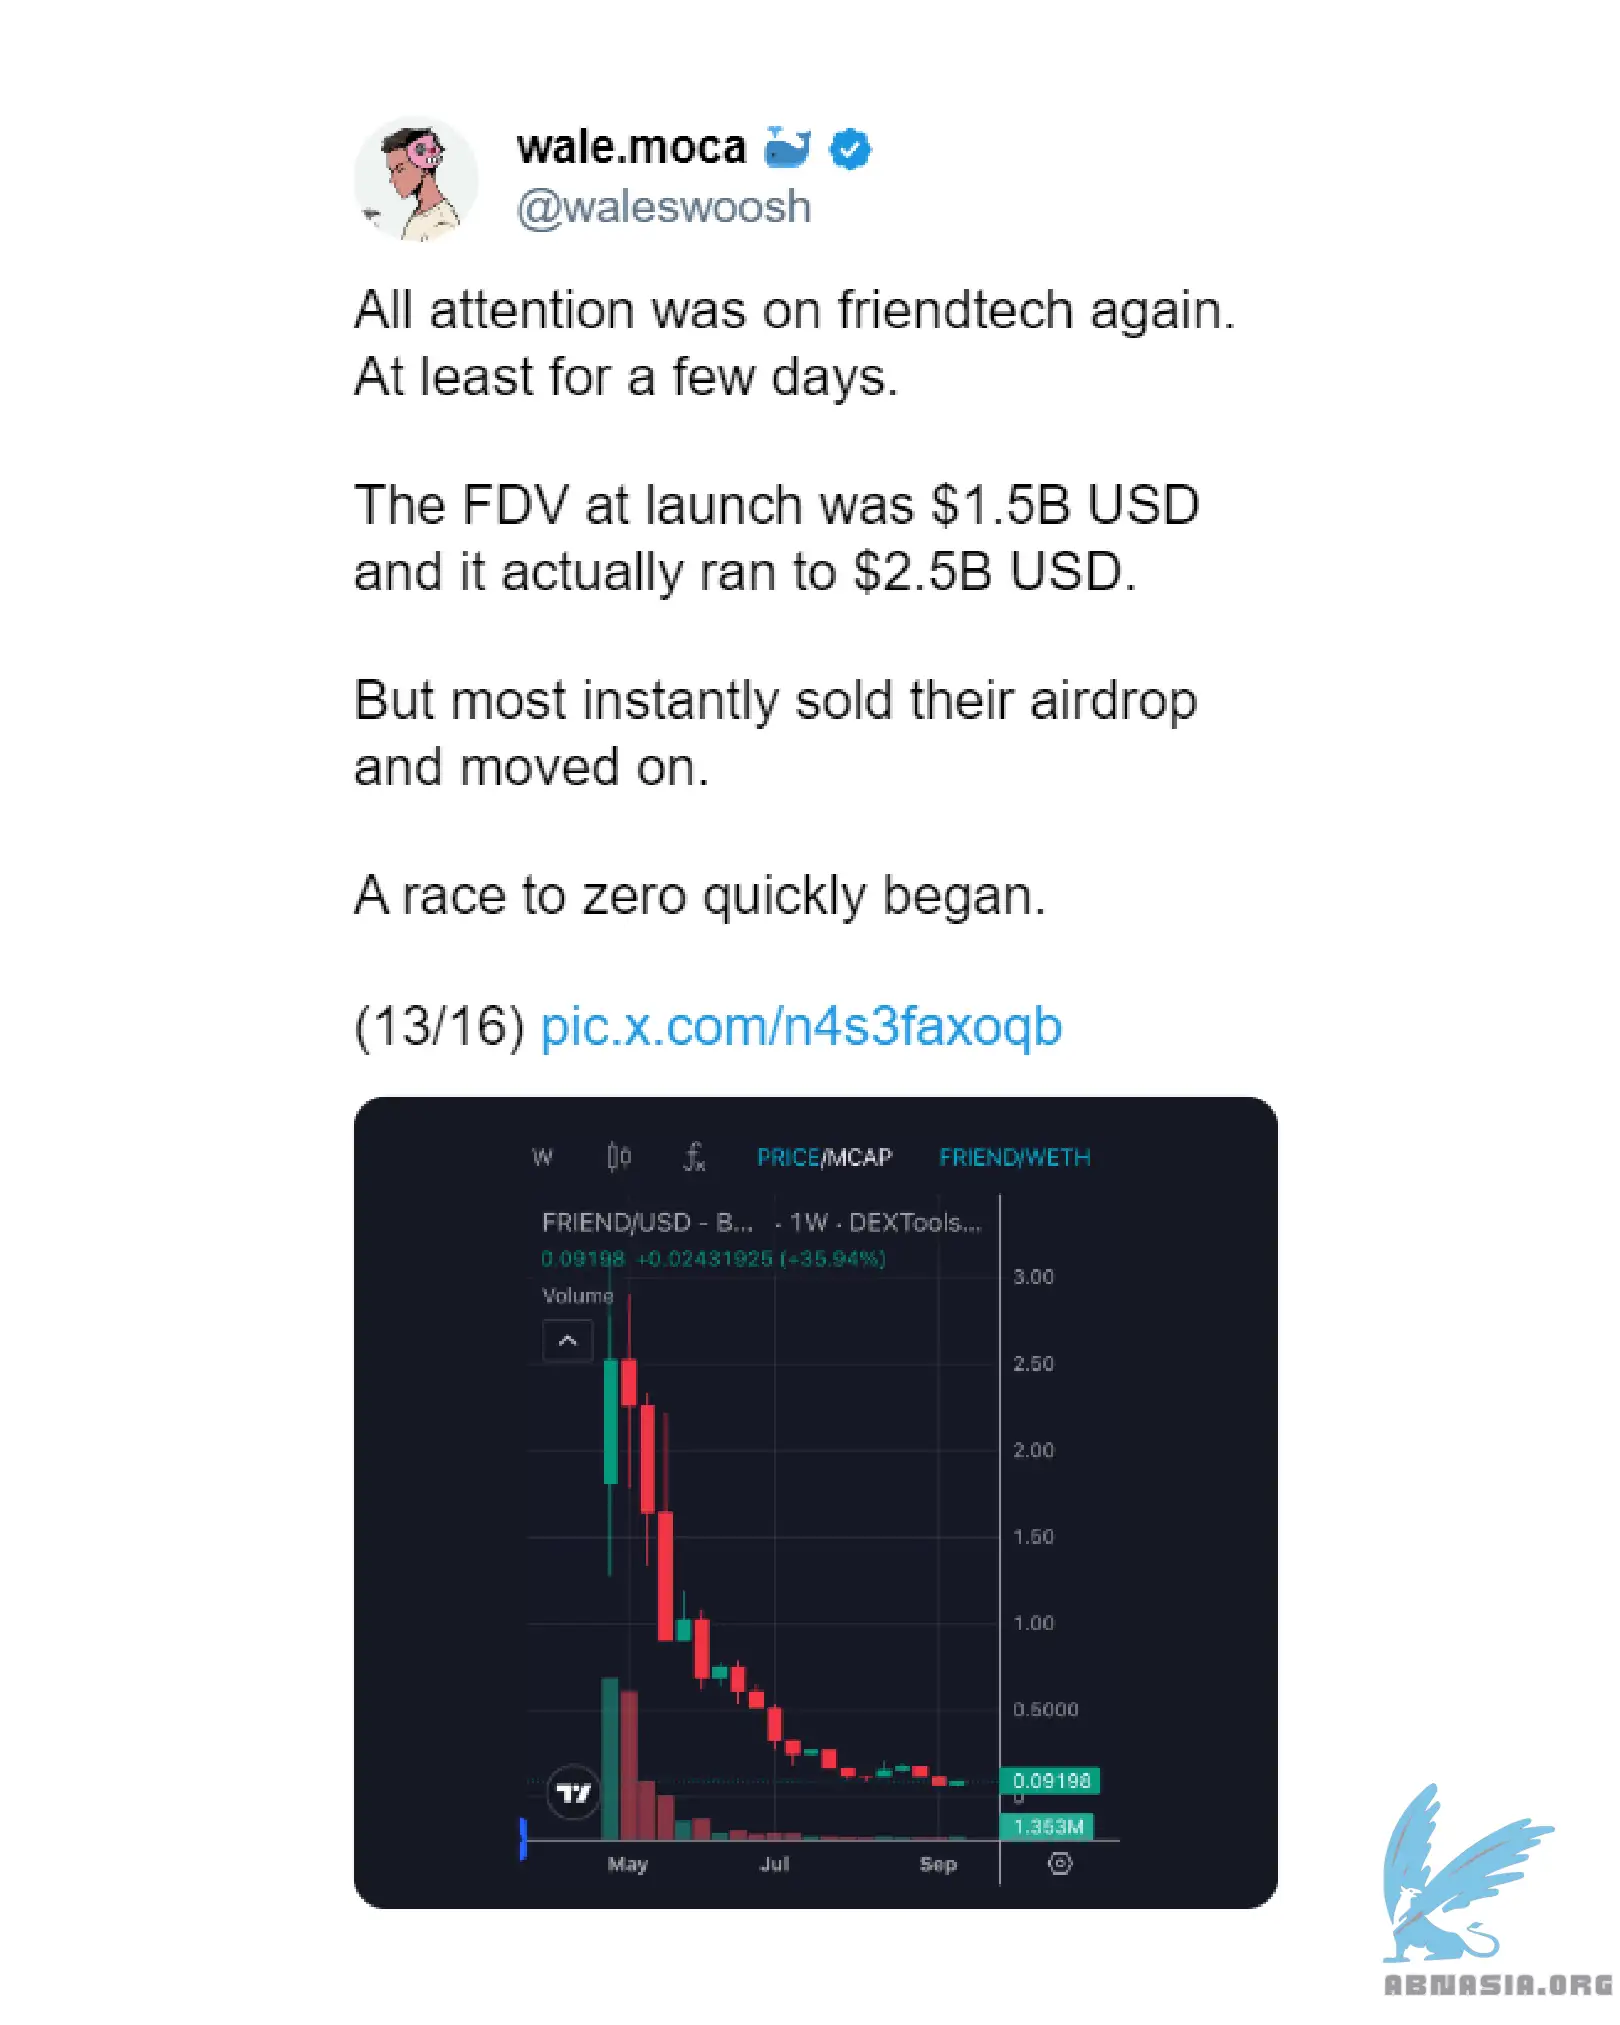 wale.moca
@waleswoosh
All attention was on friendtech again.
At least for a few days.
The FDV at launch was $1.5B USD
and it actually ran to $2.5B USD.
But most instantly sold their airdrop
and moved on.
A race to zero quickly began.
(13/16) pic.x.com/n4s3faxoqb
W PRICE/MCAP FRIEND/WETH
FRIEND/USD - B... · 1W · DEXTools...
0.09198 +0.02431925 (+35.94%)
Volume
3.00
2.50
2.00
1.50
1.00
0.5000
0.09198
0
1.353M
May Jul Sep
ABNASIA.ORG